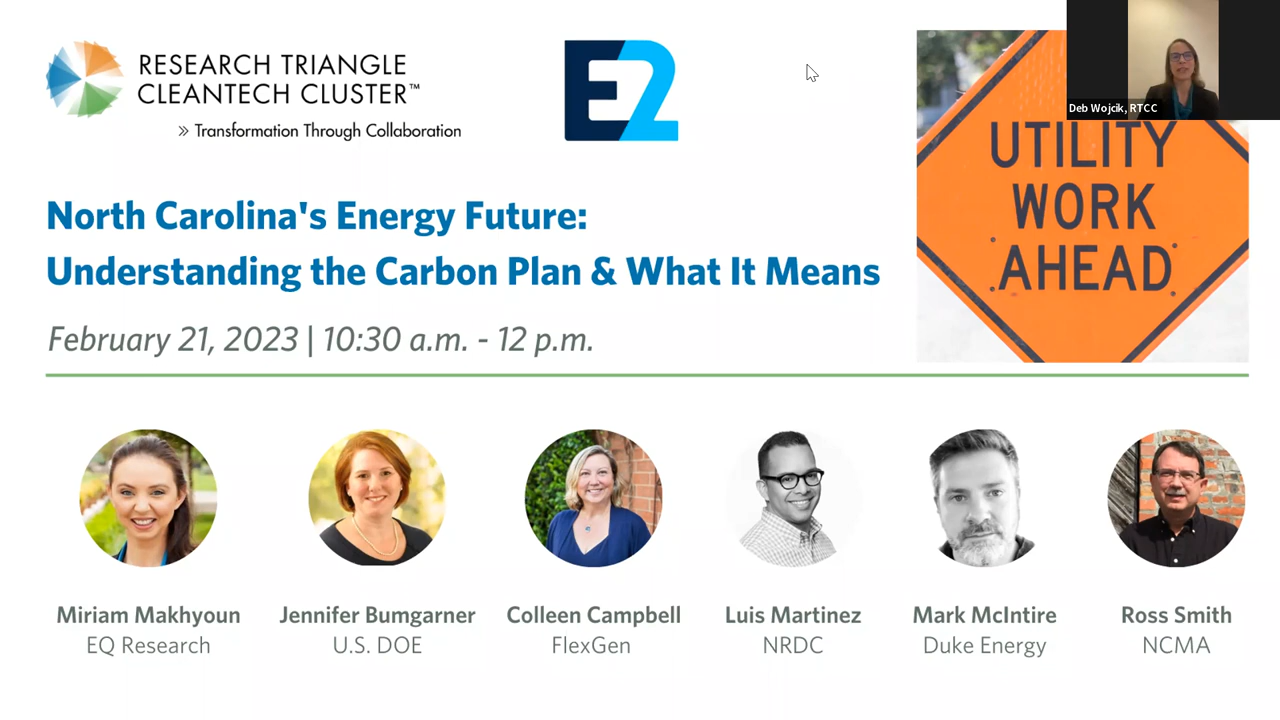 RESEARCH TRIANGLE
CLEANTECH CLUSTER™
» Transformation Through Collaboration
E2
Deb Wojcik, RTCC
UTILITY
WORK
AHEAD
North Carolina's Energy Future:
Understanding the Carbon Plan & What It Means
February 21, 2023 | 10:30 a.m. - 12 p.m.
Miriam Makhyoun
EQ Research
Jennifer Bumgarner
U.S. DOE
Colleen Campbell
FlexGen
Luis Martinez
NRDC
Mark McIntire
Duke Energy
Ross Smith
NCMA